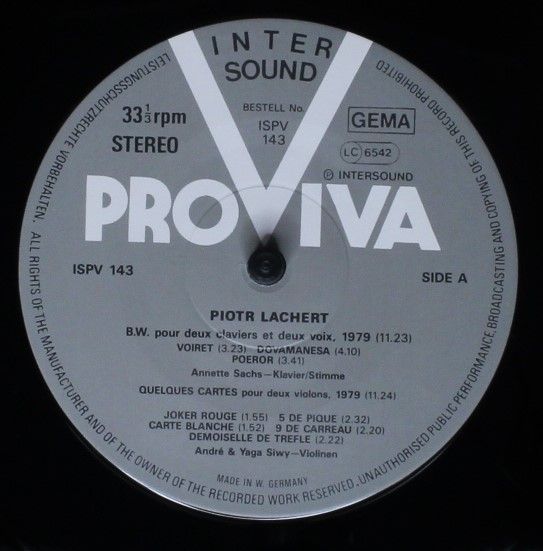 INTER
SOUND
33⅓rpm
STEREO
BESTELL No.
ISPV
143
GEMA
LC 6542
℗ INTERSOUND
PROVIVA
ISPV 143
SIDE A
PIOTR LACHERT
B.W. pour deux claviers et deux voix, 1979 (11.23)
VOIRET (3.23) DOVAMANESA (4.10)
POEROR (3.41)
Annette Sachs–Klavier/Stimme
QUELQUES CARTES pour deux violons, 1979 (11.24)
JOKER ROUGE (1.55) 5 DE PIQUE (2.32)
CARTE BLANCHE (1.52) 9 DE CARREAU (2.20)
DEMOISELLE DE TREFLE (2.22)
André & Yaga Siwy–Violinen
MADE IN W. GERMANY
LEISTUNGSSCHUTZRECHTE VORBEHALTEN. ALL RIGHTS OF THE MANUFACTURER AND OF THE OWNER OF THE RECORDED WORK RESERVED. UNAUTHORISED PUBLIC PERFORMANCE, BROADCASTING AND COPYING OF THIS RECORD PROHIBITED